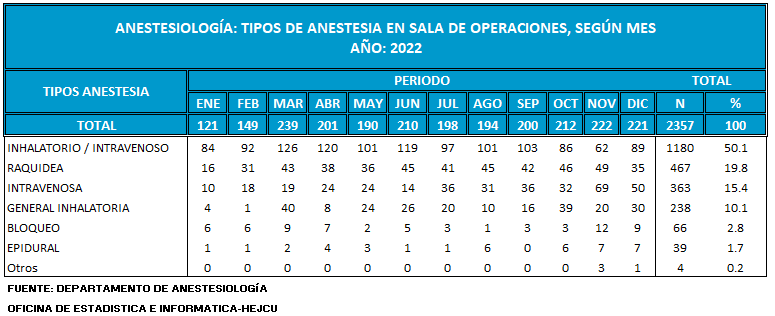 ANESTESIOLOGÍA: TIPOS DE ANESTESIA EN SALA DE OPERACIONES, SEGÚN MES
AÑO: 2022
TIPOS ANESTESIA PERIODO TOTAL
ENE FEB MAR ABR MAY JUN JUL AGO SEP OCT NOV DIC N %
TOTAL 121 149 239 201 190 210 198 194 200 212 222 221 2357 100
INHALATORIO / INTRAVENOSO 84 92 126 120 101 119 97 101 103 86 62 89 1180 50.1
RAQUIDEA 16 31 43 38 36 45 41 45 42 46 49 35 467 19.8
INTRAVENOSA 10 18 19 24 24 14 36 31 36 32 69 50 363 15.4
GENERAL INHALATORIA 4 1 40 8 24 26 20 10 16 39 20 30 238 10.1
BLOQUEO 6 6 9 7 2 5 3 1 3 3 12 9 66 2.8
EPIDURAL 1 1 2 4 3 1 1 6 0 6 7 7 39 1.7
Otros 0 0 0 0 0 0 0 0 0 0 3 1 4 0.2
FUENTE: DEPARTAMENTO DE ANESTESIOLOGÍA
OFICINA DE ESTADISTICA E INFORMATICA-HEJCU